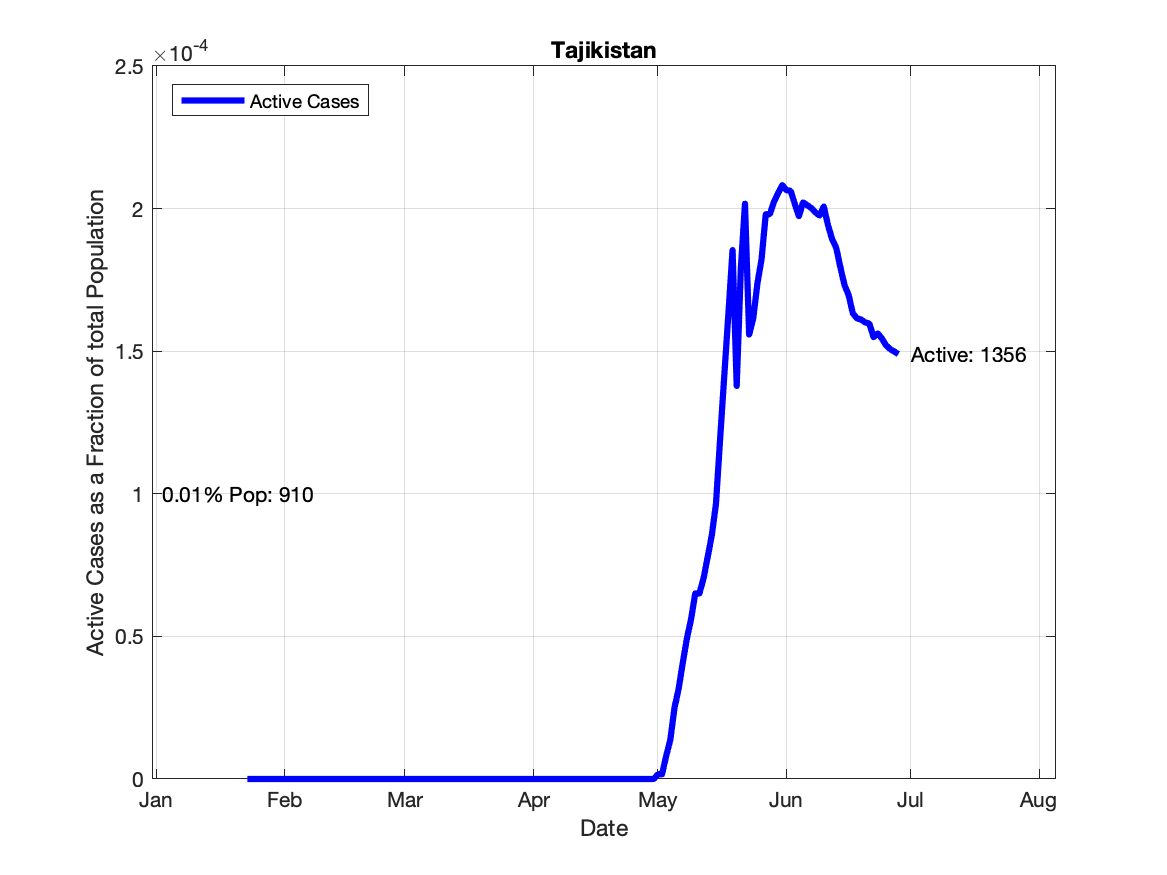 Tajikistan
×10-4
2.5
2
1.5
1
0.5
0
Active Cases
Active Cases as a Fraction of total Population
0.01% Pop: 910
Active: 1356
Jan Feb Mar Apr May Jun Jul Aug
Date